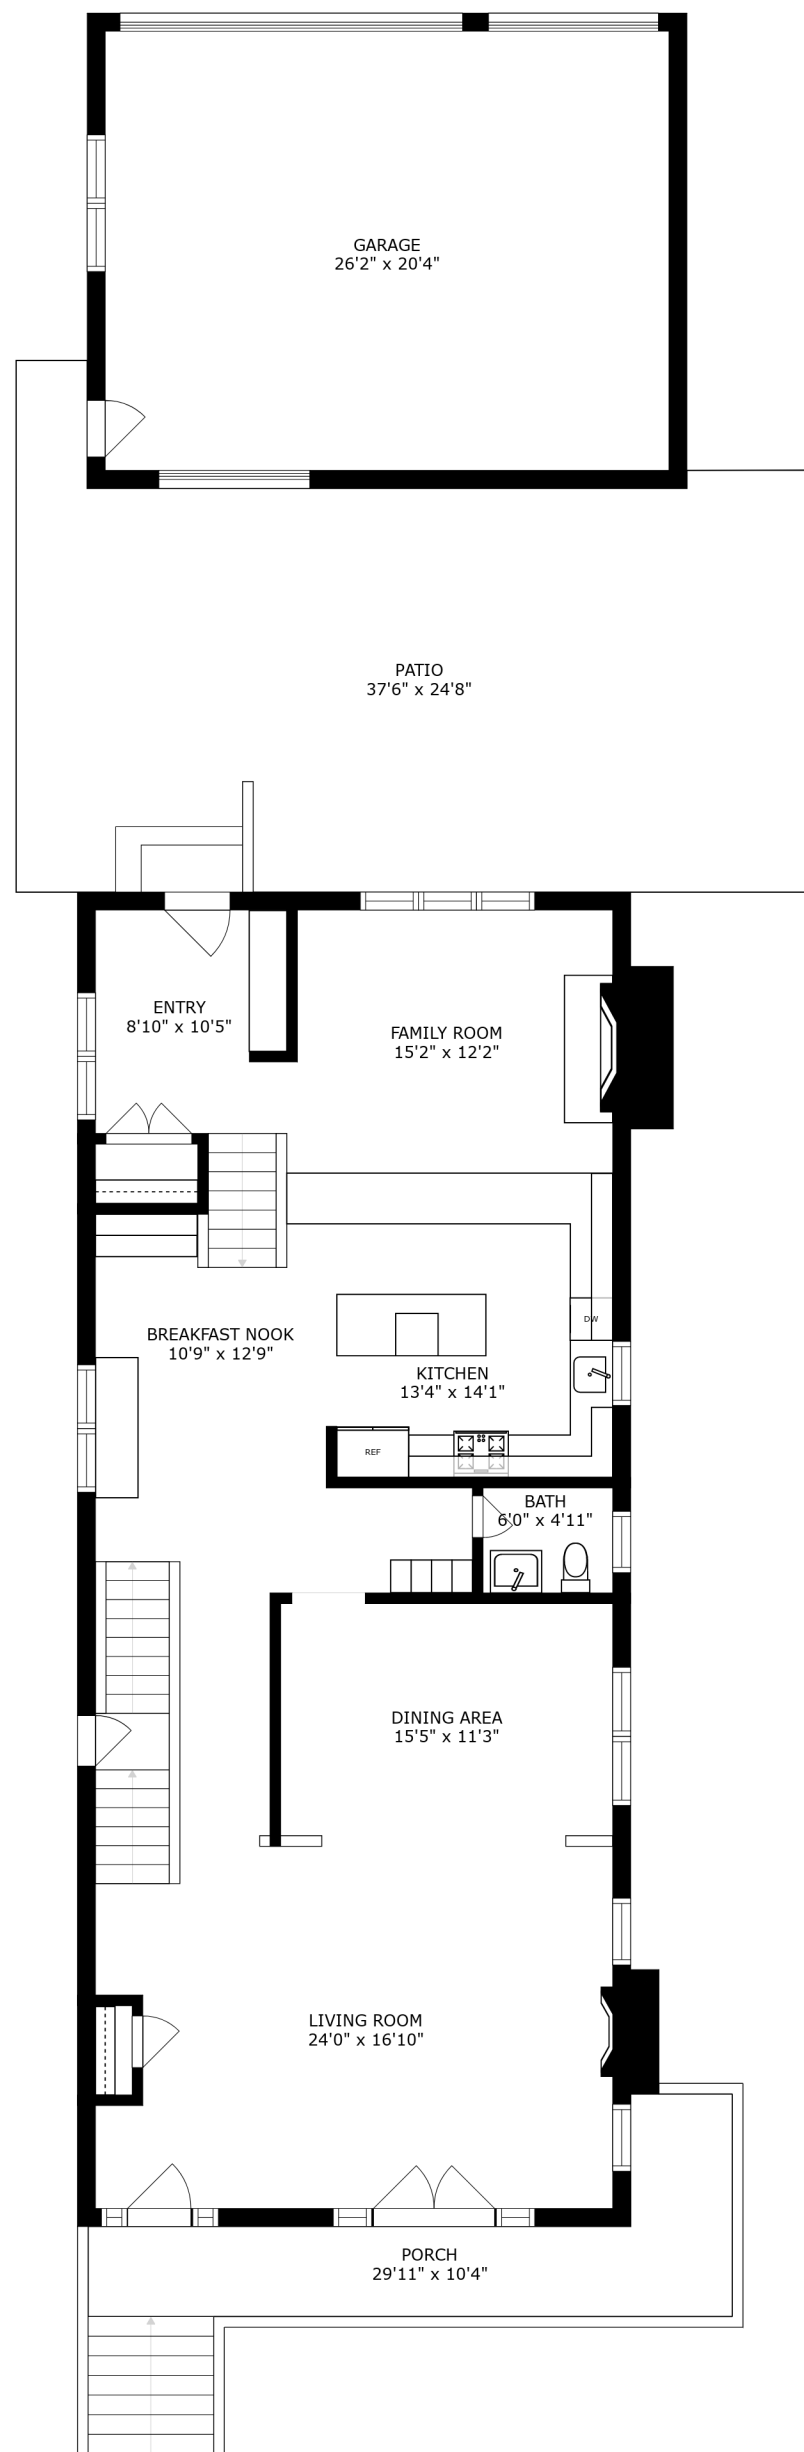 GARAGE
26'2" x 20'4"
PATIO
37'6" x 24'8"
ENTRY
8'10" x 10'5"
FAMILY ROOM
15'2" x 12'2"
DW
BREAKFAST NOOK
10'9" x 12'9"
KITCHEN
13'4" x 14'1"
REF
BATH
6'0" x 4'11"
DINING AREA
15'5" x 11'3"
LIVING ROOM
24'0" x 16'10"
PORCH
29'11" x 10'4"